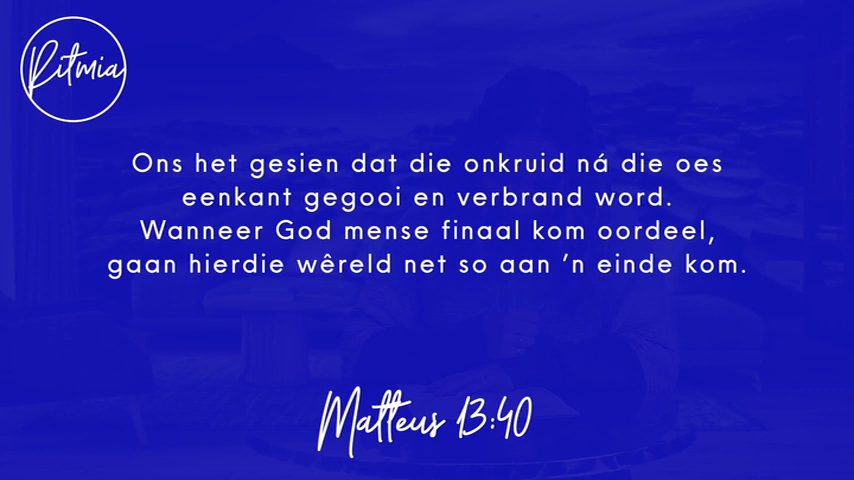 Ritmia
Ons het gesien dat die onkruid ná die oes
eenkant gegooi en verbrand word.
Wanneer God mense finaal kom oordeel,
gaan hierdie wêreld net so aan ’n einde kom.
Matteus 13:40